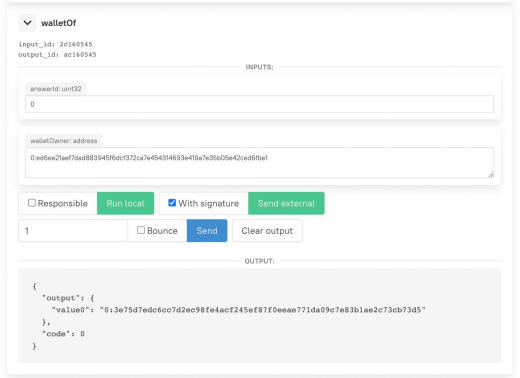 walletOf
input_id: 2c160545
output_id: ac160545
INPUTS:
answerId: uint32
0
walletOwner: address
0:ed6ee21aef7dad883945f6dcf372ca7e454314693e419a7e35b05e42ced6fbe1
Responsible Run local With signature Send external
1 Bounce Send Clear output
OUTPUT:
{
"output": {
"value0": "0:3e75d7edc6cc7d2ec98fe4acf245ef87f0eeae771da09c7e83b1ae2c73cb73d5"
},
"code": 0
}